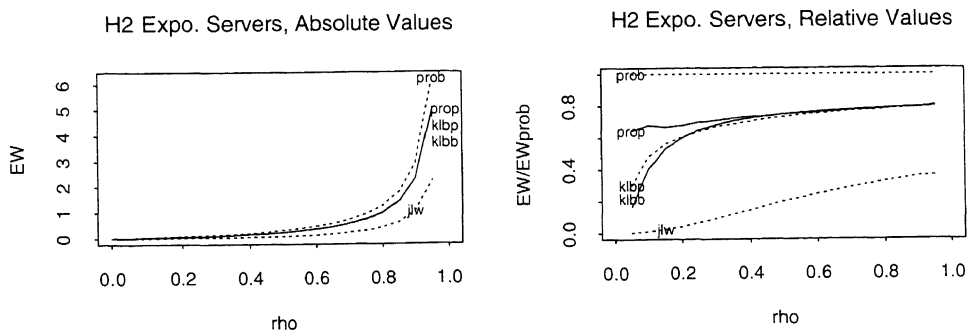 H2 Expo. Servers, Absolute Values
EW
6
5
4
3
2
1
0
prob
prop
klbp
klbb
jlw
0.0 0.2 0.4 0.6 0.8 1.0
rho
H2 Expo. Servers, Relative Values
EW/EWprob
0.8
0.4
0.0
prob
prop
klbp
klbb
jlw
0.0 0.2 0.4 0.6 0.8 1.0
rho